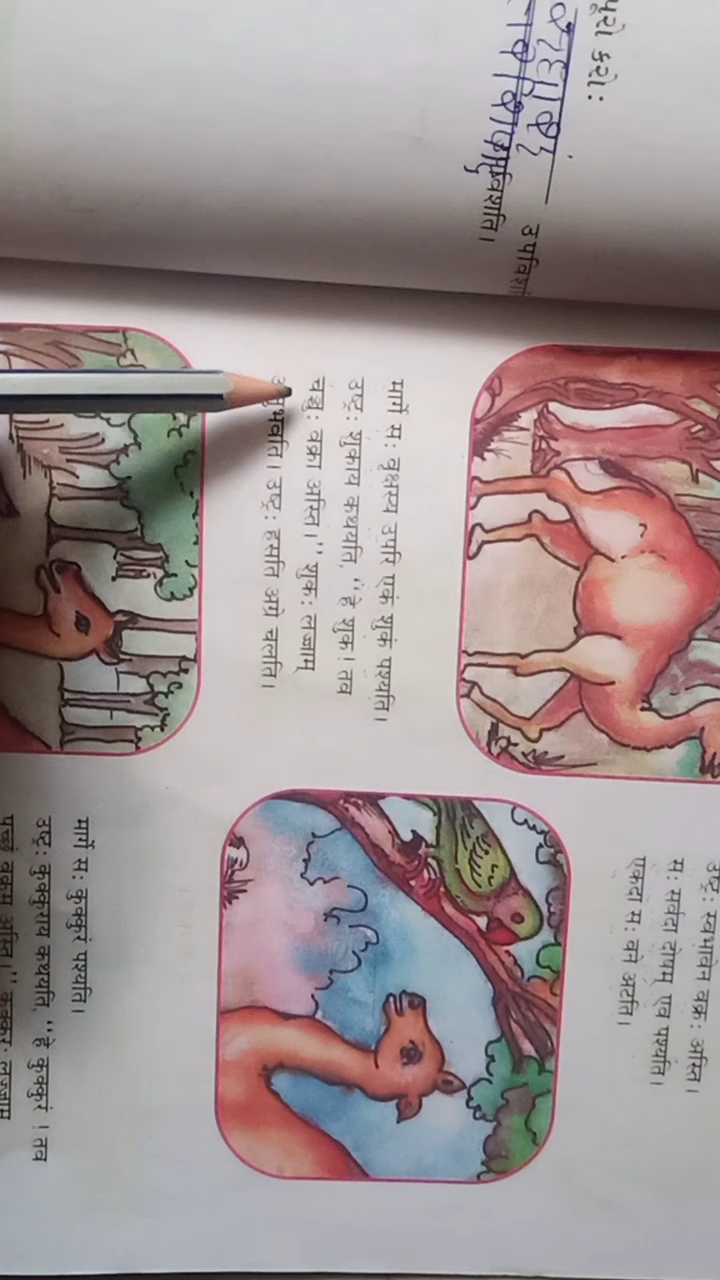 पूरो करो:
उपविश
विशति।
उष्ट्र: स्वभावेन वक्र: अस्ति।
स: सर्वदा दोषम् एव पश्यति।
एकदा स: वने अटति।
मार्गे स: वृक्षस्य उपरि एकं शुकं पश्यति।
उष्ट्र: शुकाय कथयति, "हे शुक! तव
चञ्चु: वक्रा अस्ति।" शुक: लज्जाम्
भवति। उष्ट्र: हसति अग्रे चलति।
मार्गे स: कुक्कुरं पश्यति।
उष्ट्र: कुक्कुराय कथयति, "हे कुक्कुर ! तव
पुच्छं वक्रम् अस्ति।" कुक्कुर: लज्जाम्